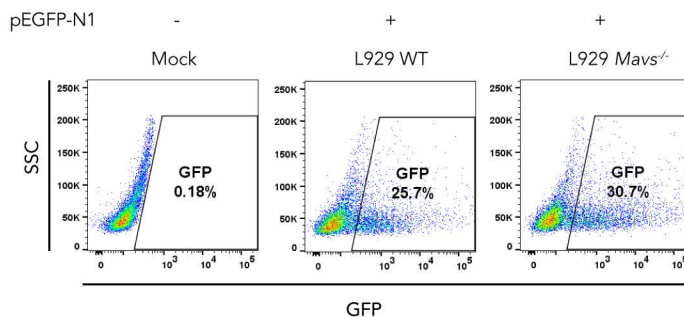 pEGFP-N1 - + +
Mock L929 WT L929 Mavs-/-
250K 250K 250K
200K 200K 200K
150K 150K 150K
100K 100K 100K
50K 50K 50K
0 0 0
SSC
GFP GFP GFP
0.18% 25.7% 30.7%
0 10³ 10⁴ 10⁵ 0 10³ 10⁴ 10⁵ 0 10³ 10⁴ 10⁵
GFP